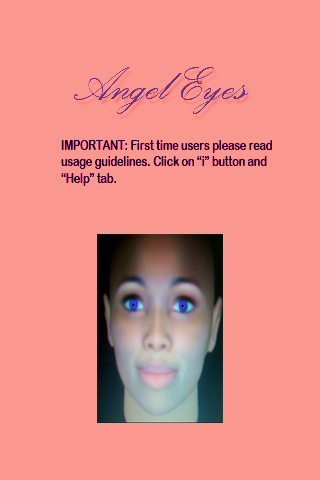 Angel Eyes
IMPORTANT: First time users please read
usage guidelines. Click on “i” button and
“Help” tab.